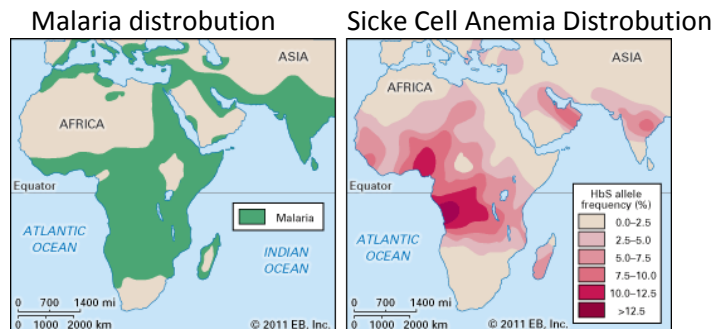 Malaria distrobution
Sicke Cell Anemia Distrobution
ASIA
AFRICA
Equator
Malaria
ATLANTIC
OCEAN
INDIAN
OCEAN
0 700 1400 mi
0 1000 2000 km
© 2011 EB, Inc.
ASIA
AFRICA
Equator
HbS allele
frequency (%)
0.0–2.5
2.5–5.0
5.0–7.5
7.5–10.0
10.0–12.5
>12.5
ATLANTIC
OCEAN
0 700 1400 mi
0 1000 2000 km
© 2011 EB, Inc.